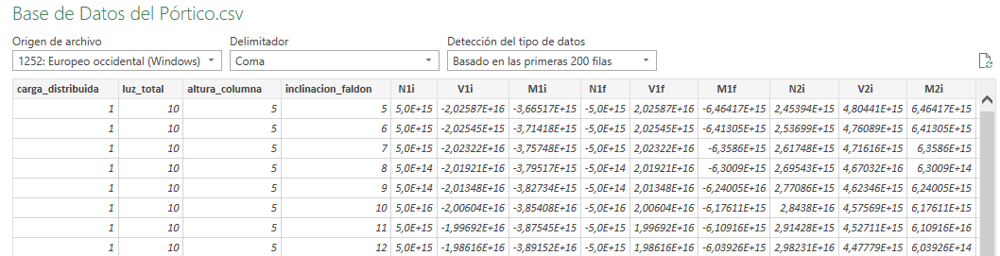 Base de Datos del Pórtico.csv
Origen de archivo Delimitador Detección del tipo de datos
1252: Europeo occidental (Windows) Coma Basado en las primeras 200 filas
carga_distribuida luz_total altura_columna inclinacion_faldon N1i V1i M1i N1f V1f M1f N2i V2i M2i
1 10 5 5 5,0E+15 -2,02587E+16 -3,66517E+15 -5,0E+15 2,02587E+16 -6,46417E+15 2,45394E+15 4,80441E+15 6,46417E+15
1 10 5 6 5,0E+15 -2,02545E+16 -3,71418E+15 -5,0E+15 2,02545E+16 -6,41305E+15 2,53699E+15 4,76089E+15 6,41305E+15
1 10 5 7 5,0E+15 -2,02322E+16 -3,75748E+15 -5,0E+15 2,02322E+16 -6,3586E+15 2,61748E+15 4,71616E+15 6,3586E+15
1 10 5 8 5,0E+14 -2,01921E+16 -3,79517E+15 -5,0E+14 2,01921E+16 -6,3009E+15 2,69543E+15 4,67032E+15 6,3009E+14
1 10 5 9 5,0E+14 -2,01348E+16 -3,82734E+15 -5,0E+14 2,01348E+16 -6,24005E+16 2,77086E+15 4,62346E+15 6,24005E+15
1 10 5 10 5,0E+16 -2,00604E+16 -3,85408E+16 -5,0E+16 2,00604E+16 -6,17611E+15 2,8438E+16 4,57569E+15 6,17611E+15
1 10 5 11 5,0E+15 -1,99692E+16 -3,87545E+15 -5,0E+15 1,99692E+16 -6,10916E+15 2,91428E+15 4,52711E+15 6,10916E+16
1 10 5 12 5,0E+15 -1,98616E+16 -3,89152E+16 -5,0E+15 1,98616E+16 -6,03926E+15 2,98231E+16 4,47779E+15 6,03926E+14